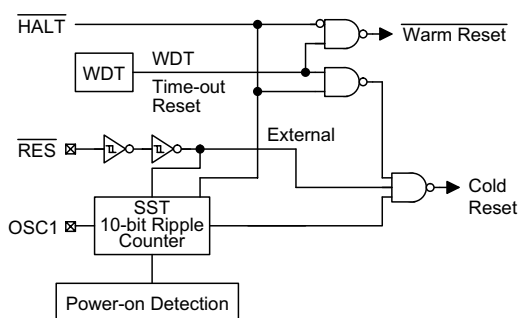 HALT
Warm Reset
WDT
WDT
Time-out
Reset
RES
External
Cold
Reset
OSC1
SST
10-bit Ripple
Counter
Power-on Detection